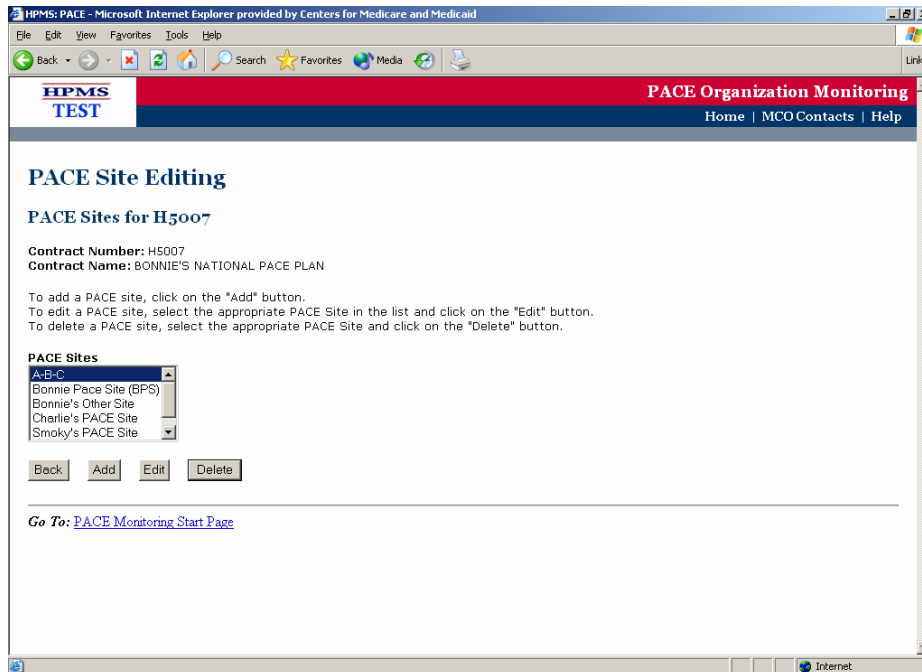 HPMS: PACE - Microsoft Internet Explorer provided by Centers for Medicare and Medicaid
File Edit View Favorites Tools Help
Back Search Favorites Media
HPMS
TEST
PACE Organization Monitoring
Home | MCO Contacts | Help
PACE Site Editing
PACE Sites for H5007
Contract Number: H5007
Contract Name: BONNIE'S NATIONAL PACE PLAN
To add a PACE site, click on the "Add" button.
To edit a PACE site, select the appropriate PACE Site in the list and click on the "Edit" button.
To delete a PACE site, select the appropriate PACE Site and click on the "Delete" button.
PACE Sites
A-B-C
Bonnie Pace Site (BPS)
Bonnie's Other Site
Charlie's PACE Site
Smoky's PACE Site
Back Add Edit Delete
Go To: PACE Monitoring Start Page
Internet